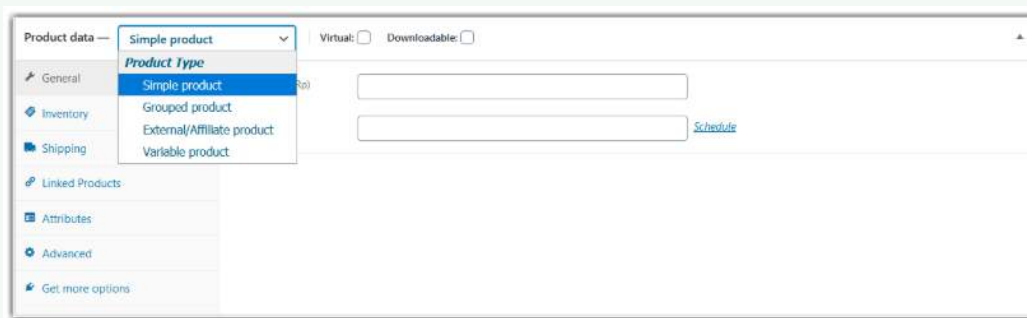 Product data — Simple product Virtual: Downloadable:
Product Type
Simple product
Grouped product
External/Affiliate product
Variable product
General
Inventory
Shipping
Linked Products
Attributes
Advanced
Get more options
Rp)
Schedule